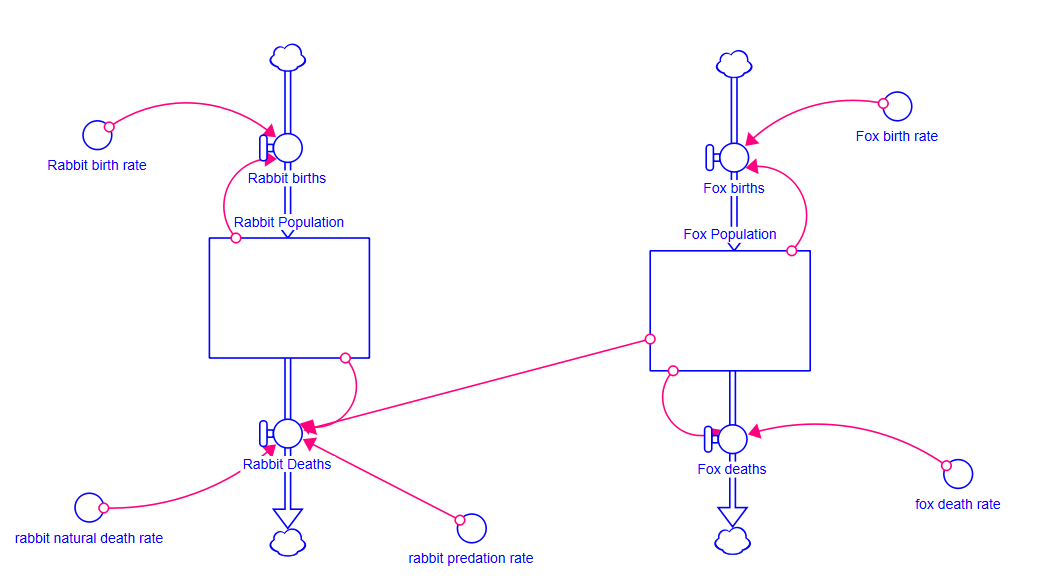 Rabbit birth rate
Rabbit births
Rabbit Population
Fox birth rate
Fox births
Fox Population
Rabbit Deaths
Fox deaths
rabbit natural death rate
rabbit predation rate
fox death rate